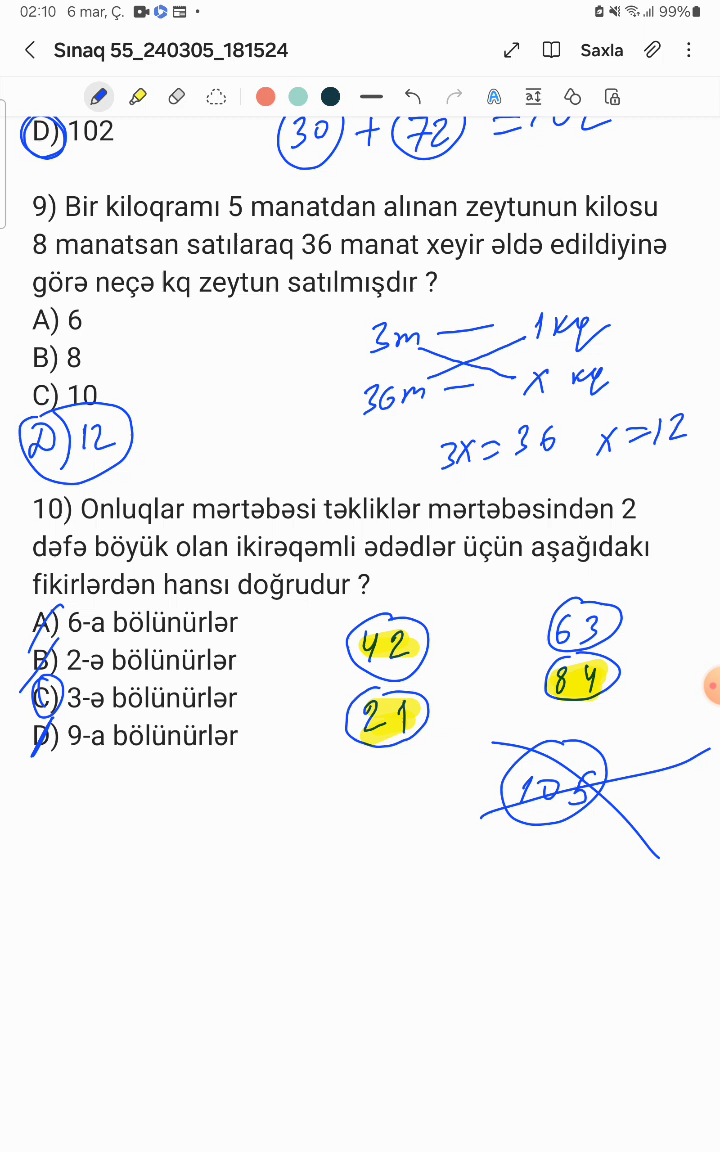 02:10 6 mar, Ç. 99%
Sınaq 55_240305_181524 Saxla
D) 102 (30) + (72) = 102
9) Bir kiloqramı 5 manatdan alınan zeytunun kilosu
8 manatsan satılaraq 36 manat xeyir əldə edildiyinə
görə neçə kq zeytun satılmışdır ?
A) 6
B) 8
C) 10
D) 12
3m — 1 kq
36m — x kq
3x = 36 x = 12
10) Onluqlar mərtəbəsi təkliklər mərtəbəsindən 2
dəfə böyük olan ikirəqəmli ədədlər üçün aşağıdakı
fikirlərdən hansı doğrudur ?
A) 6-a bölünürlər
B) 2-ə bölünürlər
C) 3-ə bölünürlər
D) 9-a bölünürlər
42 63
21 84
105